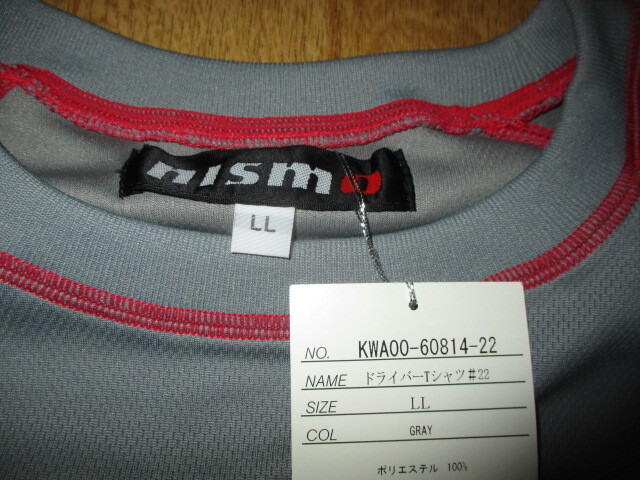 nismo
LL
NO. KWA00-60814-22
NAME ドライバーTシャツ#22
SIZE LL
COL GRAY
ポリエステル 100%